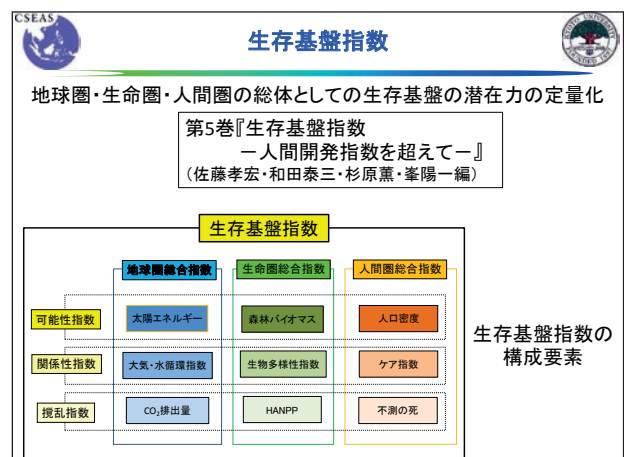 CSEAS
生存基盤指数
KYOTO UNIVERSITY
FOUNDED 1897
地球圏・生命圏・人間圏の総体としての生存基盤の潜在力の定量化
第5巻『生存基盤指数
－人間開発指数を超えて－』
(佐藤孝宏・和田泰三・杉原薫・峯陽一編)
生存基盤指数
地球圏総合指数 生命圏総合指数 人間圏総合指数
可能性指数 太陽エネルギー 森林バイオマス 人口密度
関係性指数 大気・水循環指数 生物多様性指数 ケア指数
攪乱指数 CO₂排出量 HANPP 不測の死
生存基盤指数の
構成要素